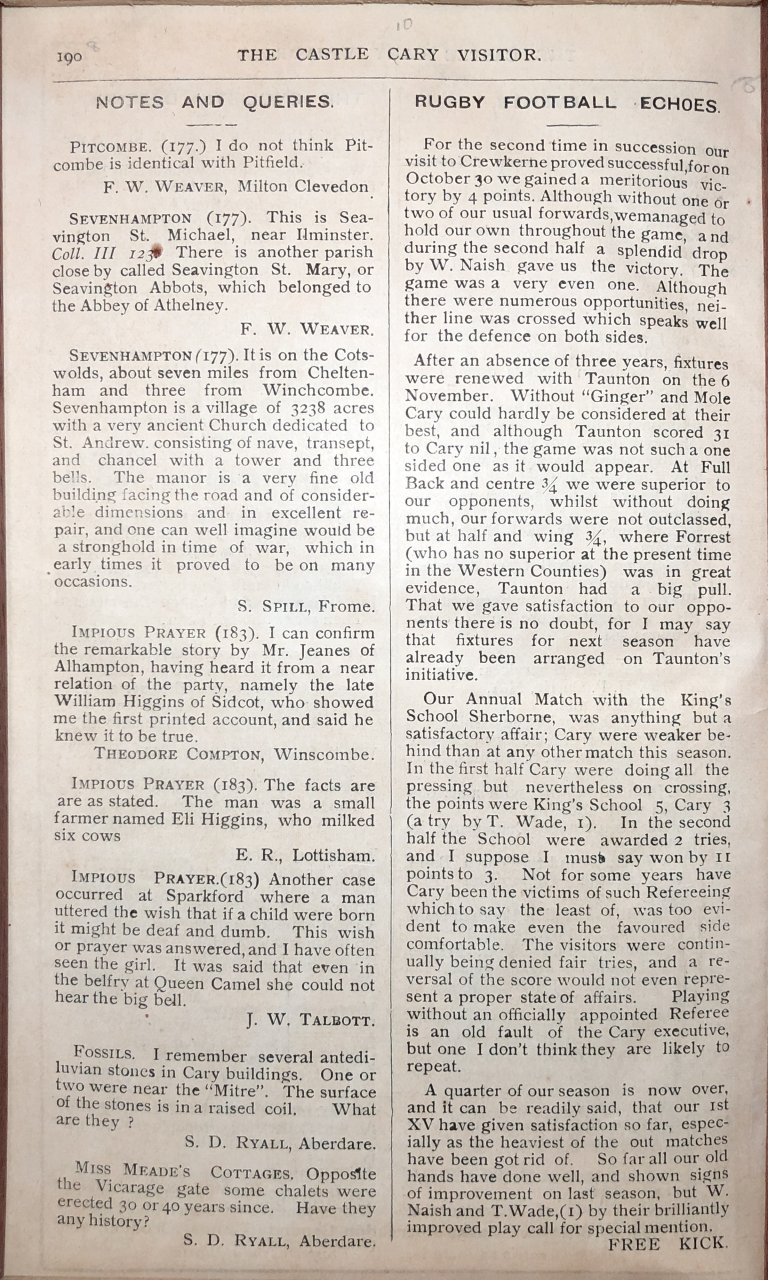 190
THE CASTLE CARY VISITOR.
NOTES AND QUERIES.
PITCOMBE. (177.) I do not think Pit-
combe is identical with Pitfield.
F. W. WEAVER, Milton Clevedon
SEVENHAMPTON (177). This is Sea-
vington St. Michael, near Ilminster.
Coll. III 123 There is another parish
close by called Seavington St. Mary, or
Seavington Abbots, which belonged to
the Abbey of Athelney.
F. W. WEAVER.
SEVENHAMPTON (177). It is on the Cots-
wolds, about seven miles from Chelten-
ham and three from Winchcombe.
Sevenhampton is a village of 3238 acres
with a very ancient Church dedicated to
St. Andrew. consisting of nave, transept,
and chancel with a tower and three
bells. The manor is a very fine old
building facing the road and of consider-
able dimensions and in excellent re-
pair, and one can well imagine would be
a stronghold in time of war, which in
early times it proved to be on many
occasions.
S. SPILL, Frome.
IMPIOUS PRAYER (183). I can confirm
the remarkable story by Mr. Jeanes of
Alhampton, having heard it from a near
relation of the party, namely the late
William Higgins of Sidcot, who showed
me the first printed account, and said he
knew it to be true.
THEODORE COMPTON, Winscombe.
IMPIOUS PRAYER (183). The facts are
are as stated. The man was a small
farmer named Eli Higgins, who milked
six cows
E. R., Lottisham.
IMPIOUS PRAYER.(183) Another case
occurred at Sparkford where a man
uttered the wish that if a child were born
it might be deaf and dumb. This wish
or prayer was answered, and I have often
seen the girl. It was said that even in
the belfry at Queen Camel she could not
hear the big bell.
J. W. TALBOTT.
FOSSILS. I remember several antedi-
luvian stones in Cary buildings. One or
two were near the "Mitre". The surface
of the stones is in a raised coil. What
are they ?
S. D. RYALL, Aberdare.
MISS MEADE'S COTTAGES. Opposite
the Vicarage gate some chalets were
erected 30 or 40 years since. Have they
any history?
S. D. RYALL, Aberdare.
RUGBY FOOTBALL ECHOES.
For the second time in succession our
visit to Crewkerne proved successful,for on
October 30 we gained a meritorious vic-
tory by 4 points. Although without one or
two of our usual forwards,wemanaged to
hold our own throughout the game, and
during the second half a splendid drop
by W. Naish gave us the victory. The
game was a very even one. Although
there were numerous opportunities, nei-
ther line was crossed which speaks well
for the defence on both sides.
After an absence of three years, fixtures
were renewed with Taunton on the 6
November. Without "Ginger" and Mole
Cary could hardly be considered at their
best, and although Taunton scored 31
to Cary nil, the game was not such a one
sided one as it would appear. At Full
Back and centre ¾ we were superior to
our opponents, whilst without doing
much, our forwards were not outclassed,
but at half and wing ¾, where Forrest
(who has no superior at the present time
in the Western Counties) was in great
evidence, Taunton had a big pull.
That we gave satisfaction to our oppo-
nents there is no doubt, for I may say
that fixtures for next season have
already been arranged on Taunton's
initiative.
Our Annual Match with the King's
School Sherborne, was anything but a
satisfactory affair; Cary were weaker be-
hind than at any other match this season.
In the first half Cary were doing all the
pressing but nevertheless on crossing,
the points were King's School 5, Cary 3
(a try by T. Wade, 1). In the second
half the School were awarded 2 tries,
and I suppose I must say won by 11
points to 3. Not for some years have
Cary been the victims of such Refereeing
which to say the least of, was too evi-
dent to make even the favoured side
comfortable. The visitors were contin-
ually being denied fair tries, and a re-
versal of the score would not even repre-
sent a proper state of affairs. Playing
without an officially appointed Referee
is an old fault of the Cary executive,
but one I don't think they are likely to
repeat.
A quarter of our season is now over,
and it can be readily said, that our 1st
XV have given satisfaction so far, espec-
ially as the heaviest of the out matches
have been got rid of. So far all our old
hands have done well, and shown signs
of improvement on last season, but W.
Naish and T.Wade,(1) by their brilliantly
improved play call for special mention.
FREE KICK.